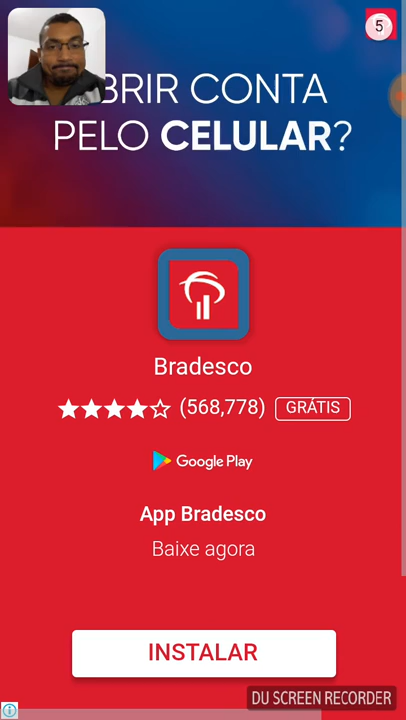 5
BRIR CONTA
PELO CELULAR?
Bradesco
(568,778) GRÁTIS
Google Play
App Bradesco
Baixe agora
INSTALAR
DU SCREEN RECORDER